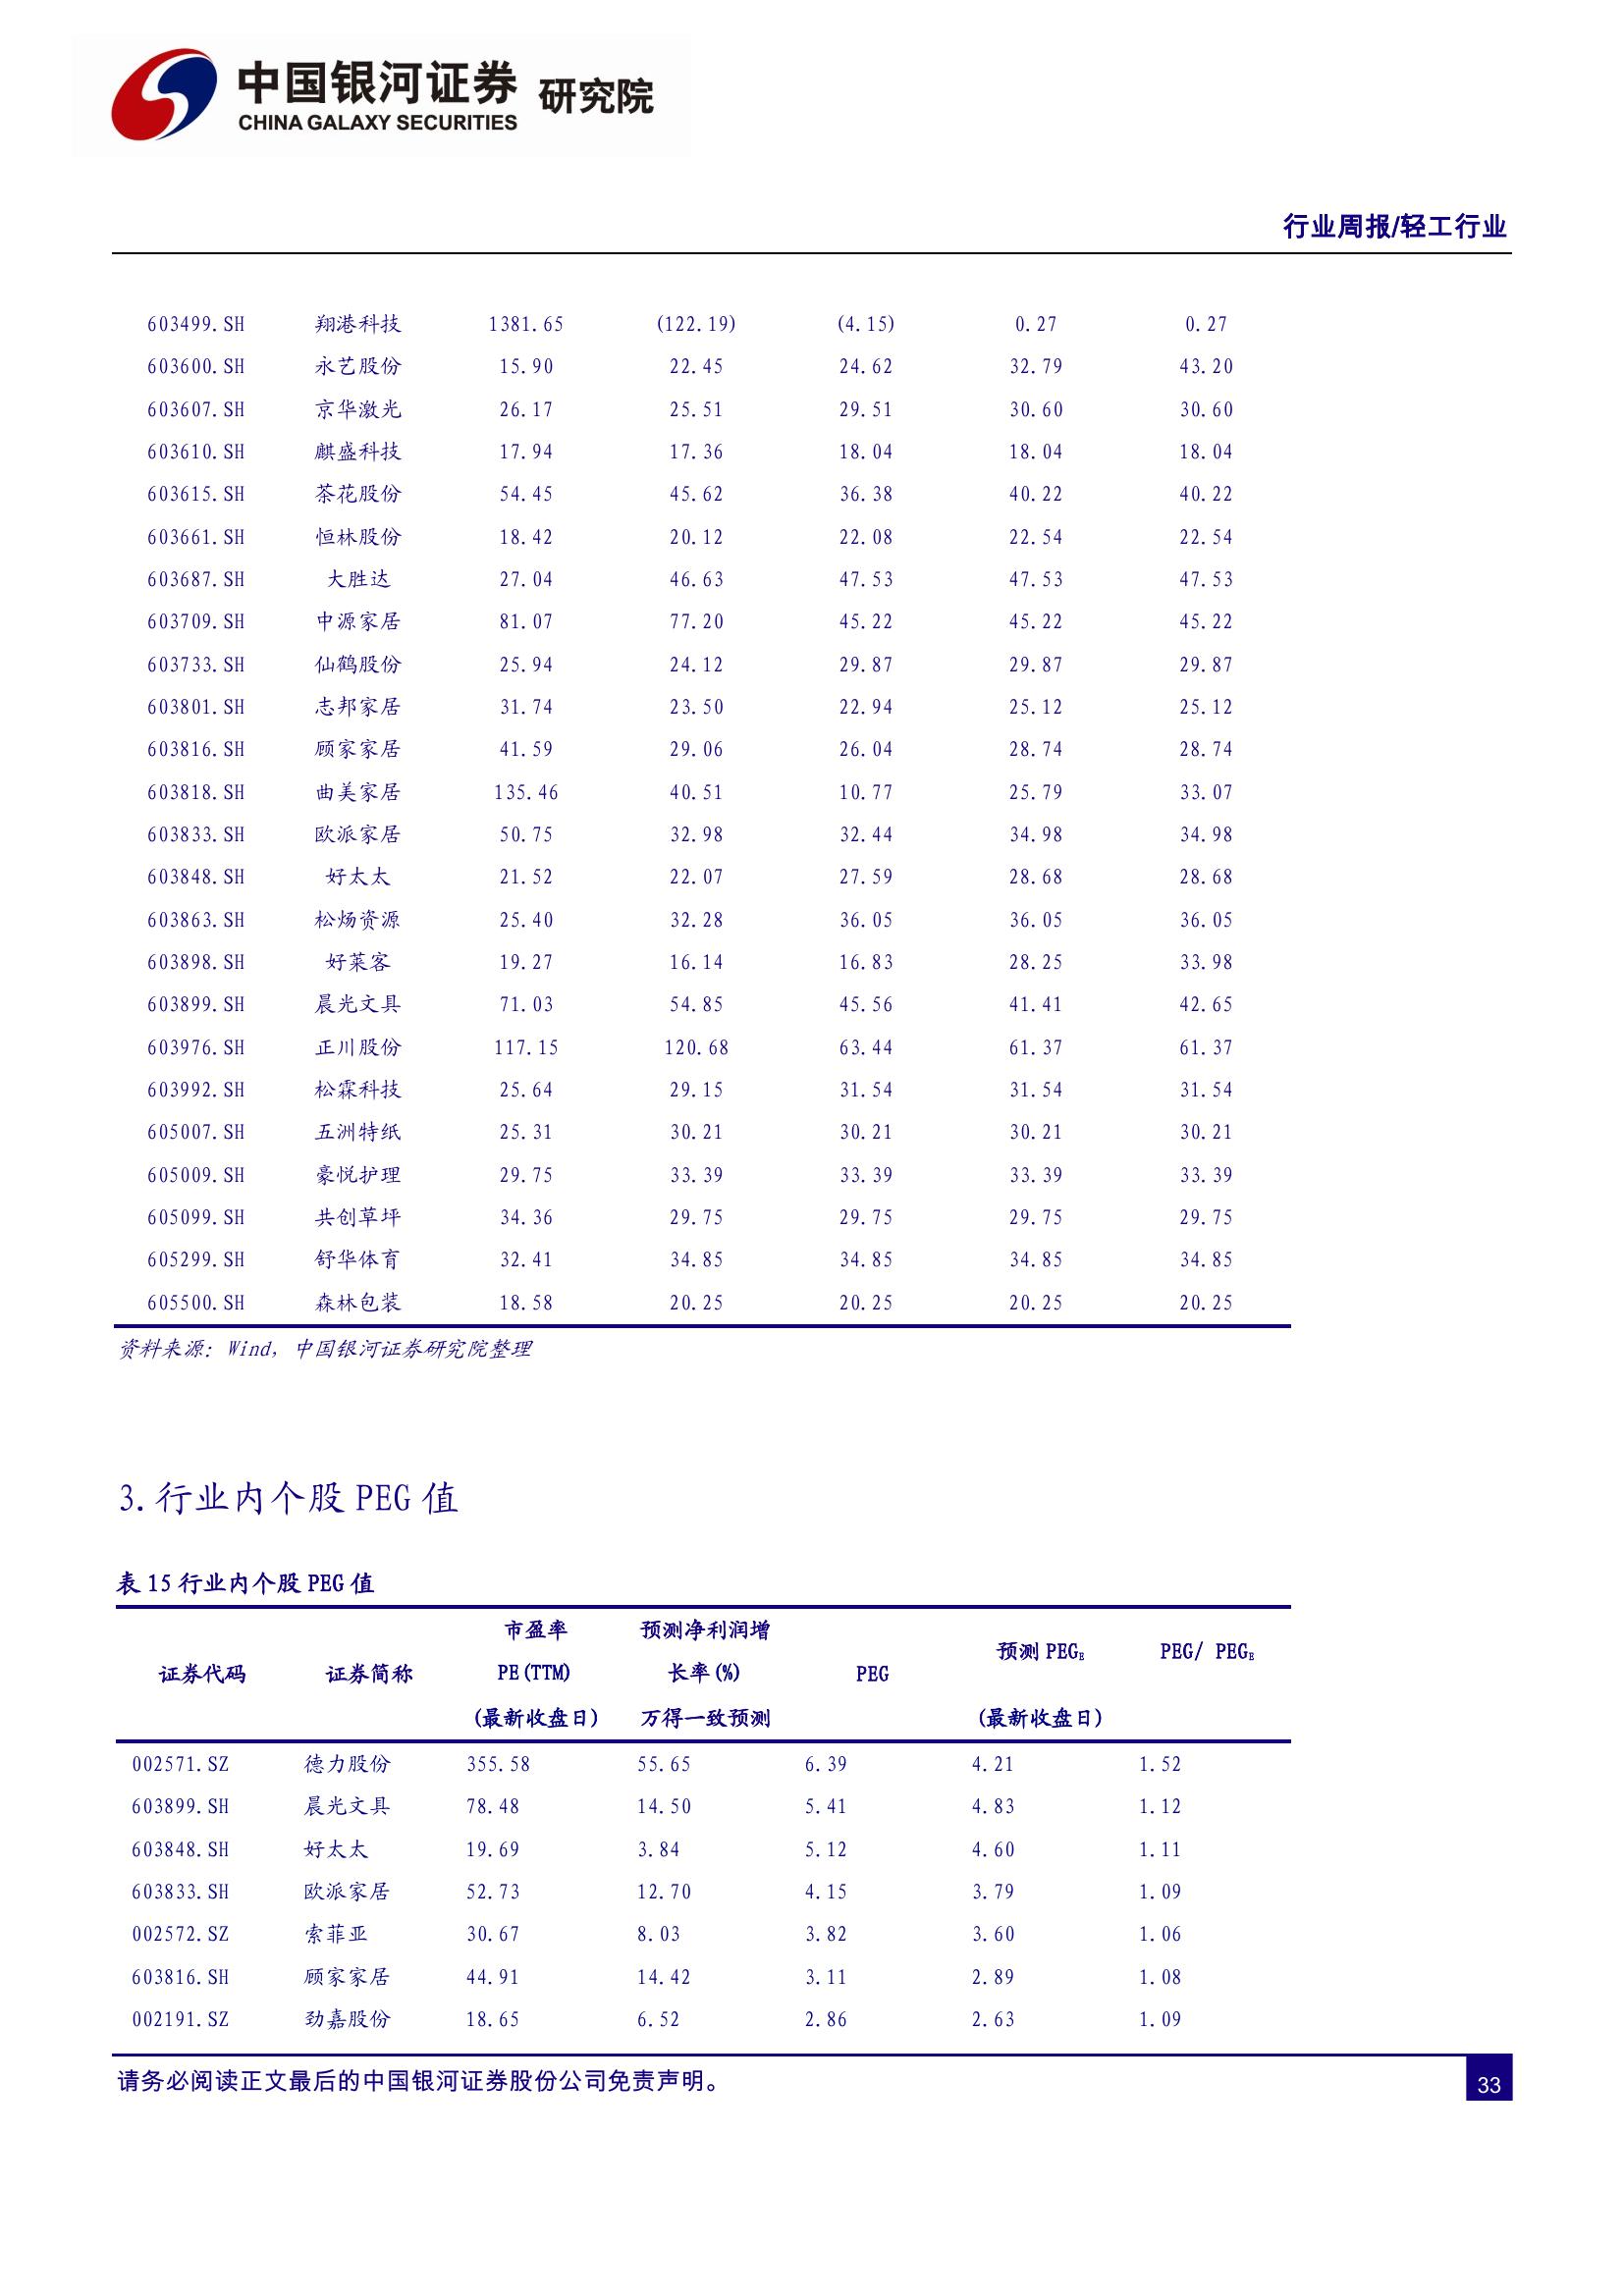 中国银河证券 研究院
CHINA GALAXY SECURITIES
行业周报/轻工行业
603499.SH 翔港科技 1381.65 (122.19) (4.15) 0.27 0.27
603600.SH 永艺股份 15.90 22.45 24.62 32.79 43.20
603607.SH 京华激光 26.17 25.51 29.51 30.60 30.60
603610.SH 麒盛科技 17.94 17.36 18.04 18.04 18.04
603615.SH 茶花股份 54.45 45.62 36.38 40.22 40.22
603661.SH 恒林股份 18.42 20.12 22.08 22.54 22.54
603687.SH 大胜达 27.04 46.63 47.53 47.53 47.53
603709.SH 中源家居 81.07 77.20 45.22 45.22 45.22
603733.SH 仙鹤股份 25.94 24.12 29.87 29.87 29.87
603801.SH 志邦家居 31.74 23.50 22.94 25.12 25.12
603816.SH 顾家家居 41.59 29.06 26.04 28.74 28.74
603818.SH 曲美家居 135.46 40.51 10.77 25.79 33.07
603833.SH 欧派家居 50.75 32.98 32.44 34.98 34.98
603848.SH 好太太 21.52 22.07 27.59 28.68 28.68
603863.SH 松炀资源 25.40 32.28 36.05 36.05 36.05
603898.SH 好莱客 19.27 16.14 16.83 28.25 33.98
603899.SH 晨光文具 71.03 54.85 45.56 41.41 42.65
603976.SH 正川股份 117.15 120.68 63.44 61.37 61.37
603992.SH 松霖科技 25.64 29.15 31.54 31.54 31.54
605007.SH 五洲特纸 25.31 30.21 30.21 30.21 30.21
605009.SH 豪悦护理 29.75 33.39 33.39 33.39 33.39
605099.SH 共创草坪 34.36 29.75 29.75 29.75 29.75
605299.SH 舒华体育 32.41 34.85 34.85 34.85 34.85
605500.SH 森林包装 18.58 20.25 20.25 20.25 20.25
资料来源：Wind，中国银河证券研究院整理
3.行业内个股 PEG 值
表 15 行业内个股 PEG 值
市盈率 预测净利润增
预测 PEGE PEG/ PEGE
证券代码 证券简称 PE(TTM) 长率(%) PEG
(最新收盘日) 万得一致预测 (最新收盘日)
002571.SZ 德力股份 355.58 55.65 6.39 4.21 1.52
603899.SH 晨光文具 78.48 14.50 5.41 4.83 1.12
603848.SH 好太太 19.69 3.84 5.12 4.60 1.11
603833.SH 欧派家居 52.73 12.70 4.15 3.79 1.09
002572.SZ 索菲亚 30.67 8.03 3.82 3.60 1.06
603816.SH 顾家家居 44.91 14.42 3.11 2.89 1.08
002191.SZ 劲嘉股份 18.65 6.52 2.86 2.63 1.09
请务必阅读正文最后的中国银河证券股份公司免责声明。
33